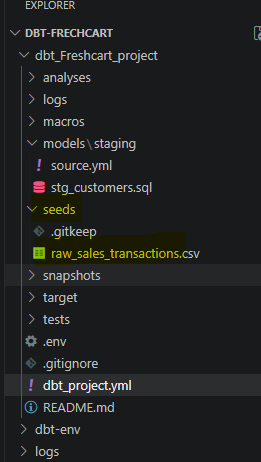 EXPLORER
DBT-FRECHCART
dbt_Freshcart_project
analyses
logs
macros
models\staging
source.yml
stg_customers.sql
seeds
.gitkeep
raw_sales_transactions.csv
snapshots
target
tests
.env
.gitignore
dbt_project.yml
README.md
dbt-env
logs